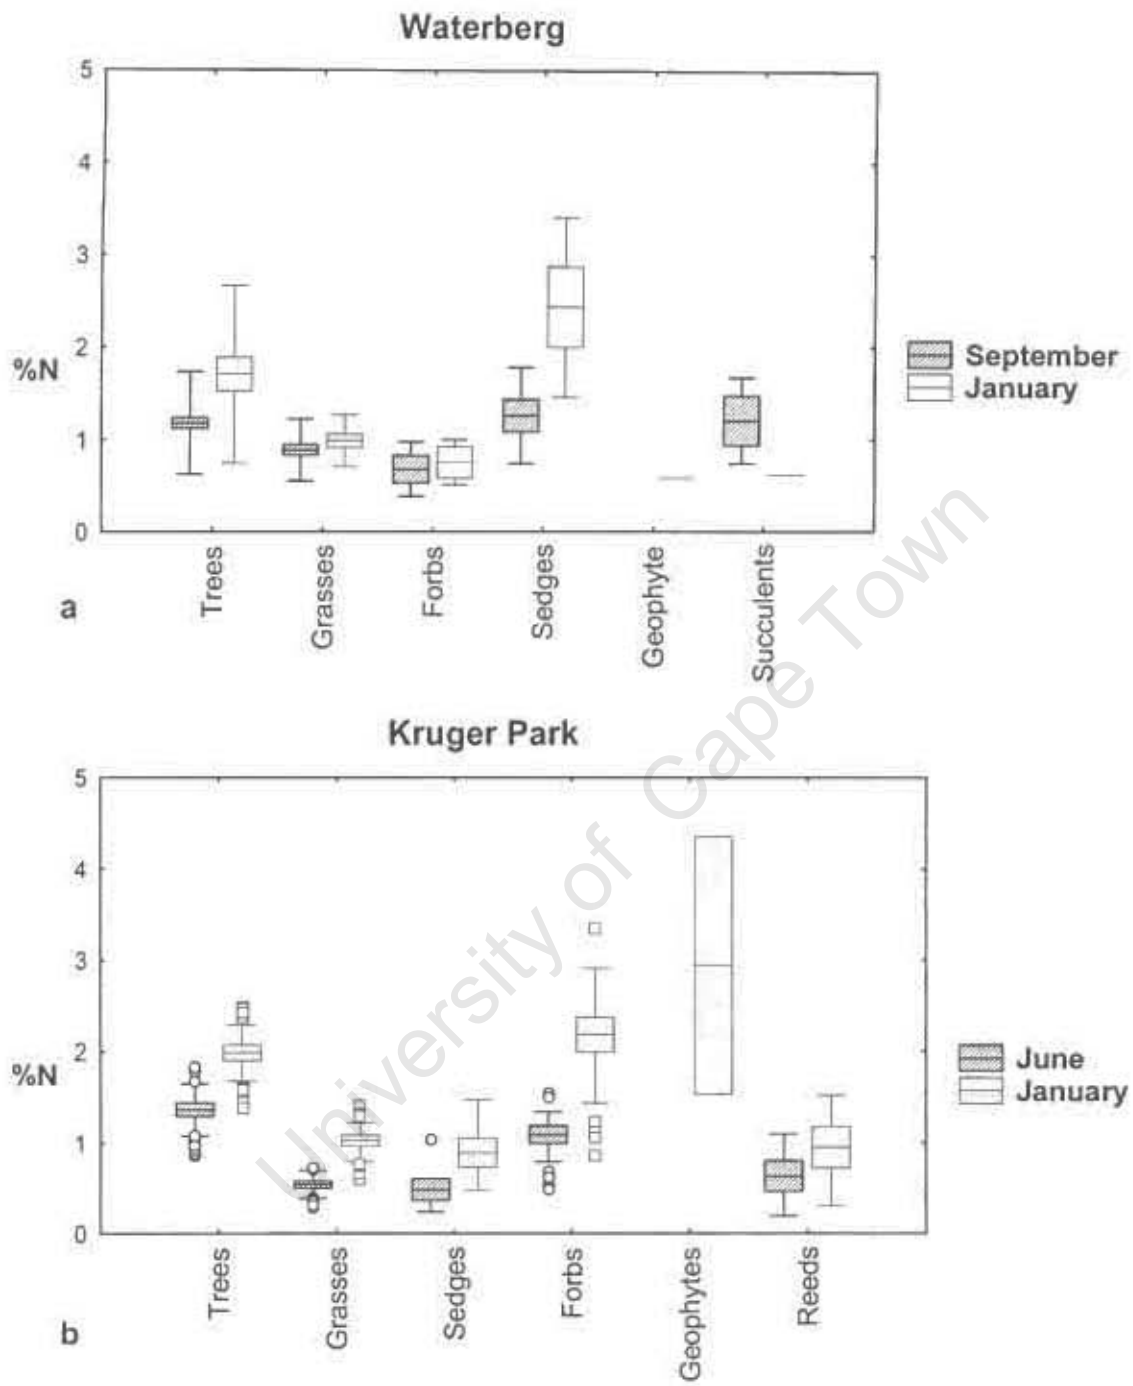 Waterberg
5
4
3
2
1
0
%N
September
January
Trees
Grasses
Forbs
Sedges
Geophyte
Succulents
a
Kruger Park
5
4
3
2
1
0
%N
June
January
Trees
Grasses
Sedges
Forbs
Geophytes
Reeds
b
University of Cape Town